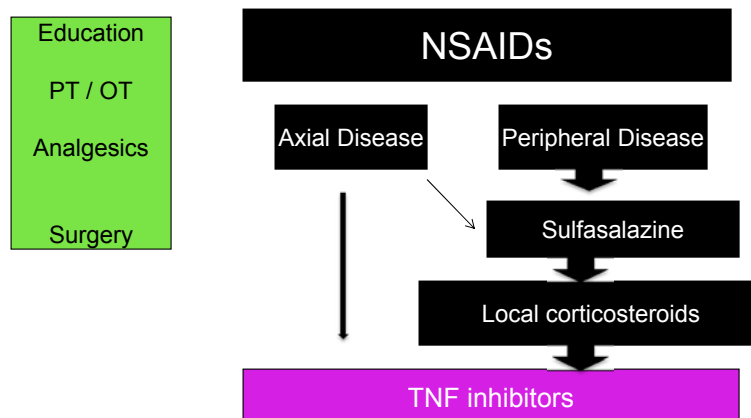 Education
PT / OT
Analgesics
Surgery
NSAIDs
Axial Disease
Peripheral Disease
Sulfasalazine
Local corticosteroids
TNF inhibitors